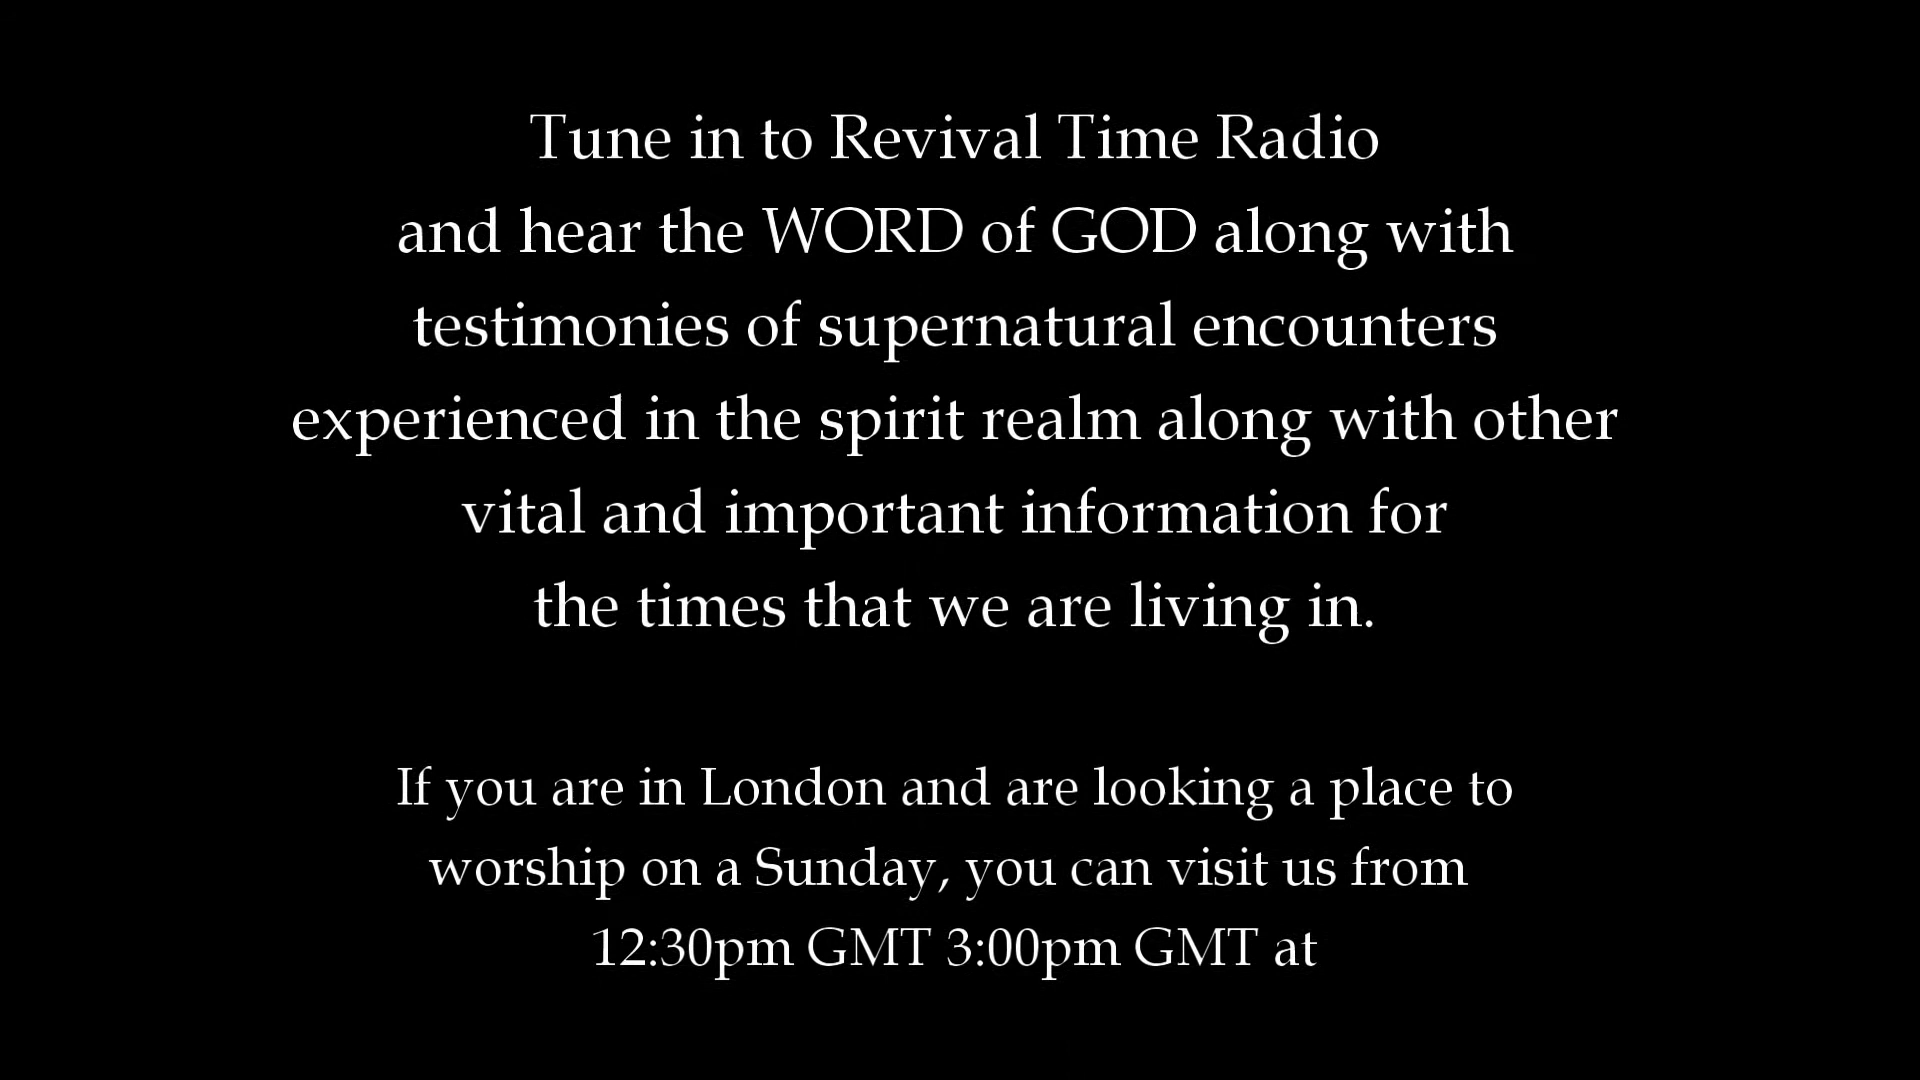 Tune in to Revival Time Radio
and hear the WORD of GOD along with
testimonies of supernatural encounters
experienced in the spirit realm along with other
vital and important information for
the times that we are living in.
If you are in London and are looking a place to
worship on a Sunday, you can visit us from
12:30pm GMT 3:00pm GMT at